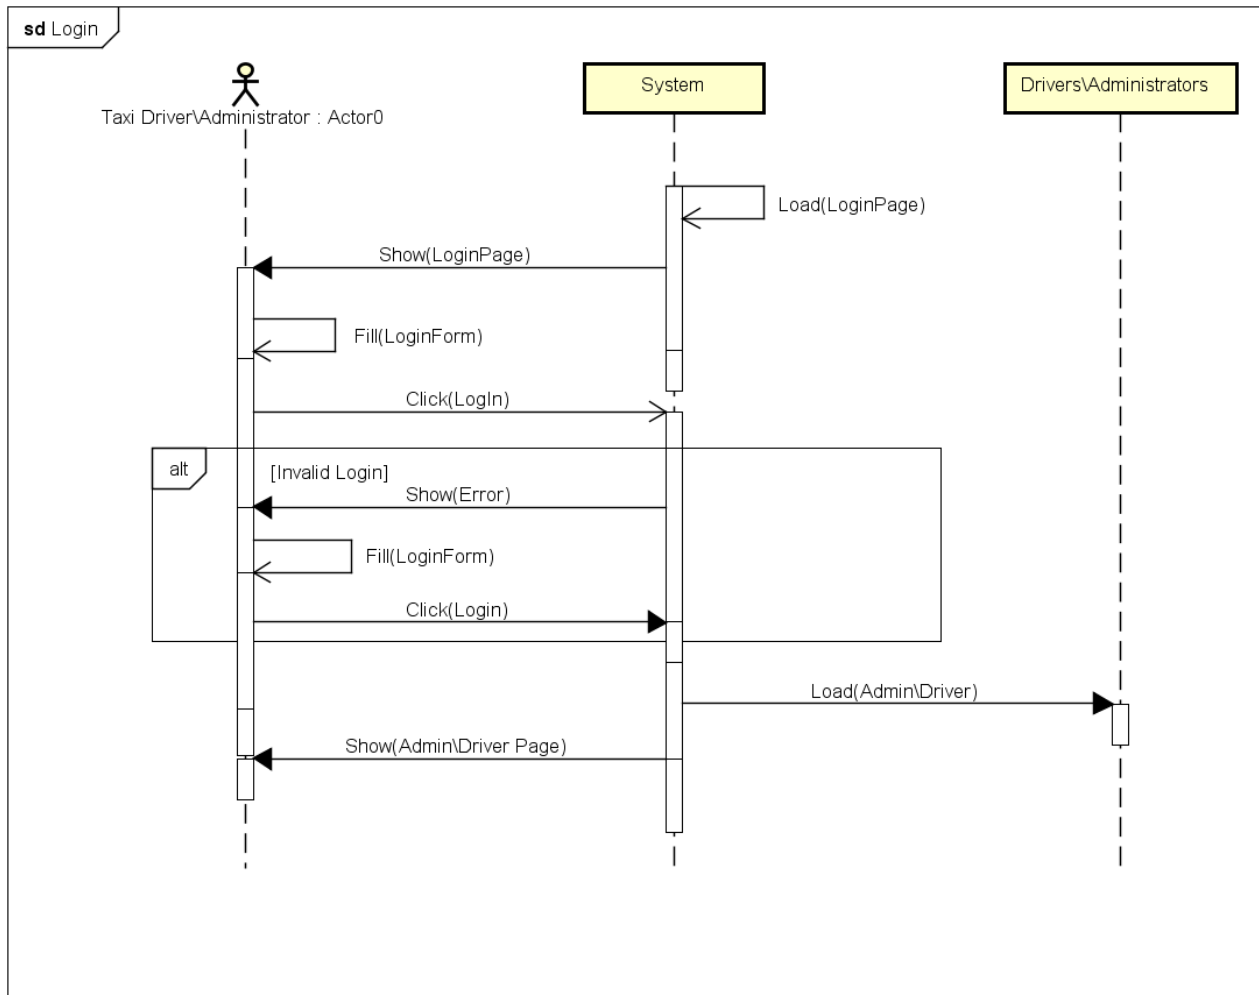 sd Login
Taxi Driver\Administrator : Actor0
System
Drivers\Administrators
Load(LoginPage)
Show(LoginPage)
Fill(LoginForm)
Click(LogIn)
alt
[Invalid Login]
Show(Error)
Fill(LoginForm)
Click(Login)
Load(Admin\Driver)
Show(Admin\Driver Page)